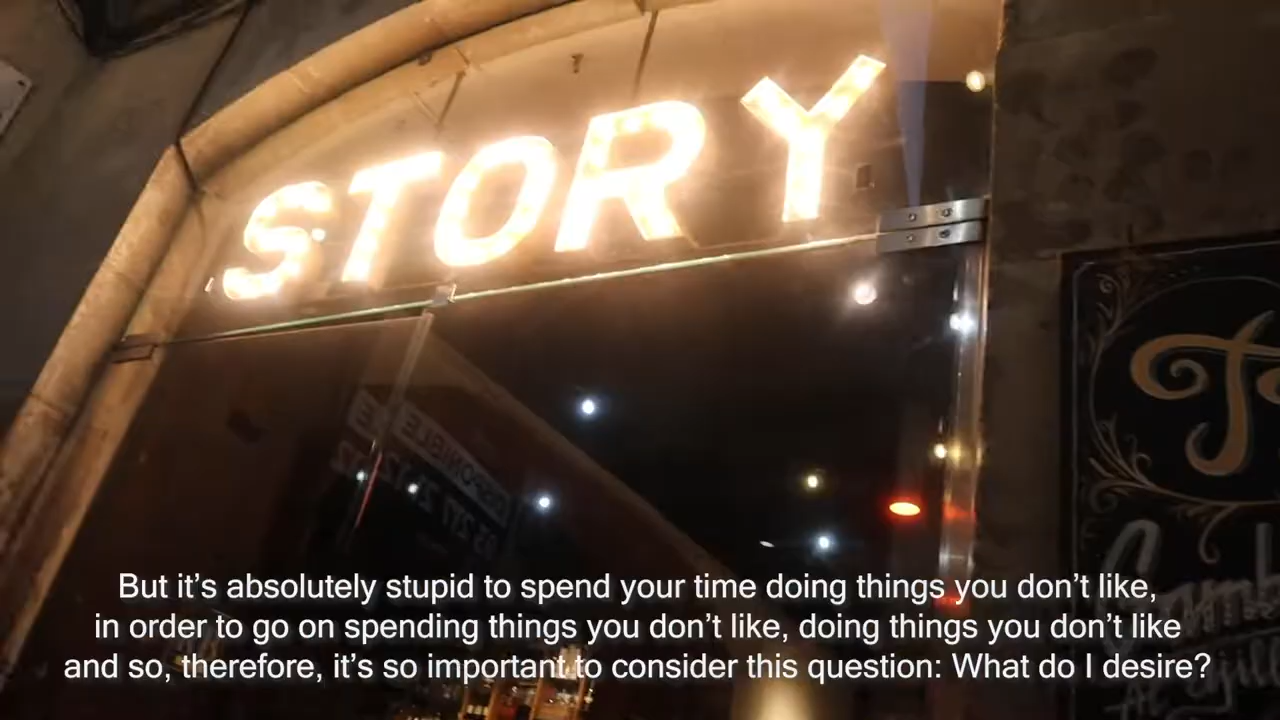 STORY
But it’s absolutely stupid to spend your time doing things you don’t like,
in order to go on spending things you don’t like, doing things you don’t like
and so, therefore, it’s so important to consider this question: What do I desire?